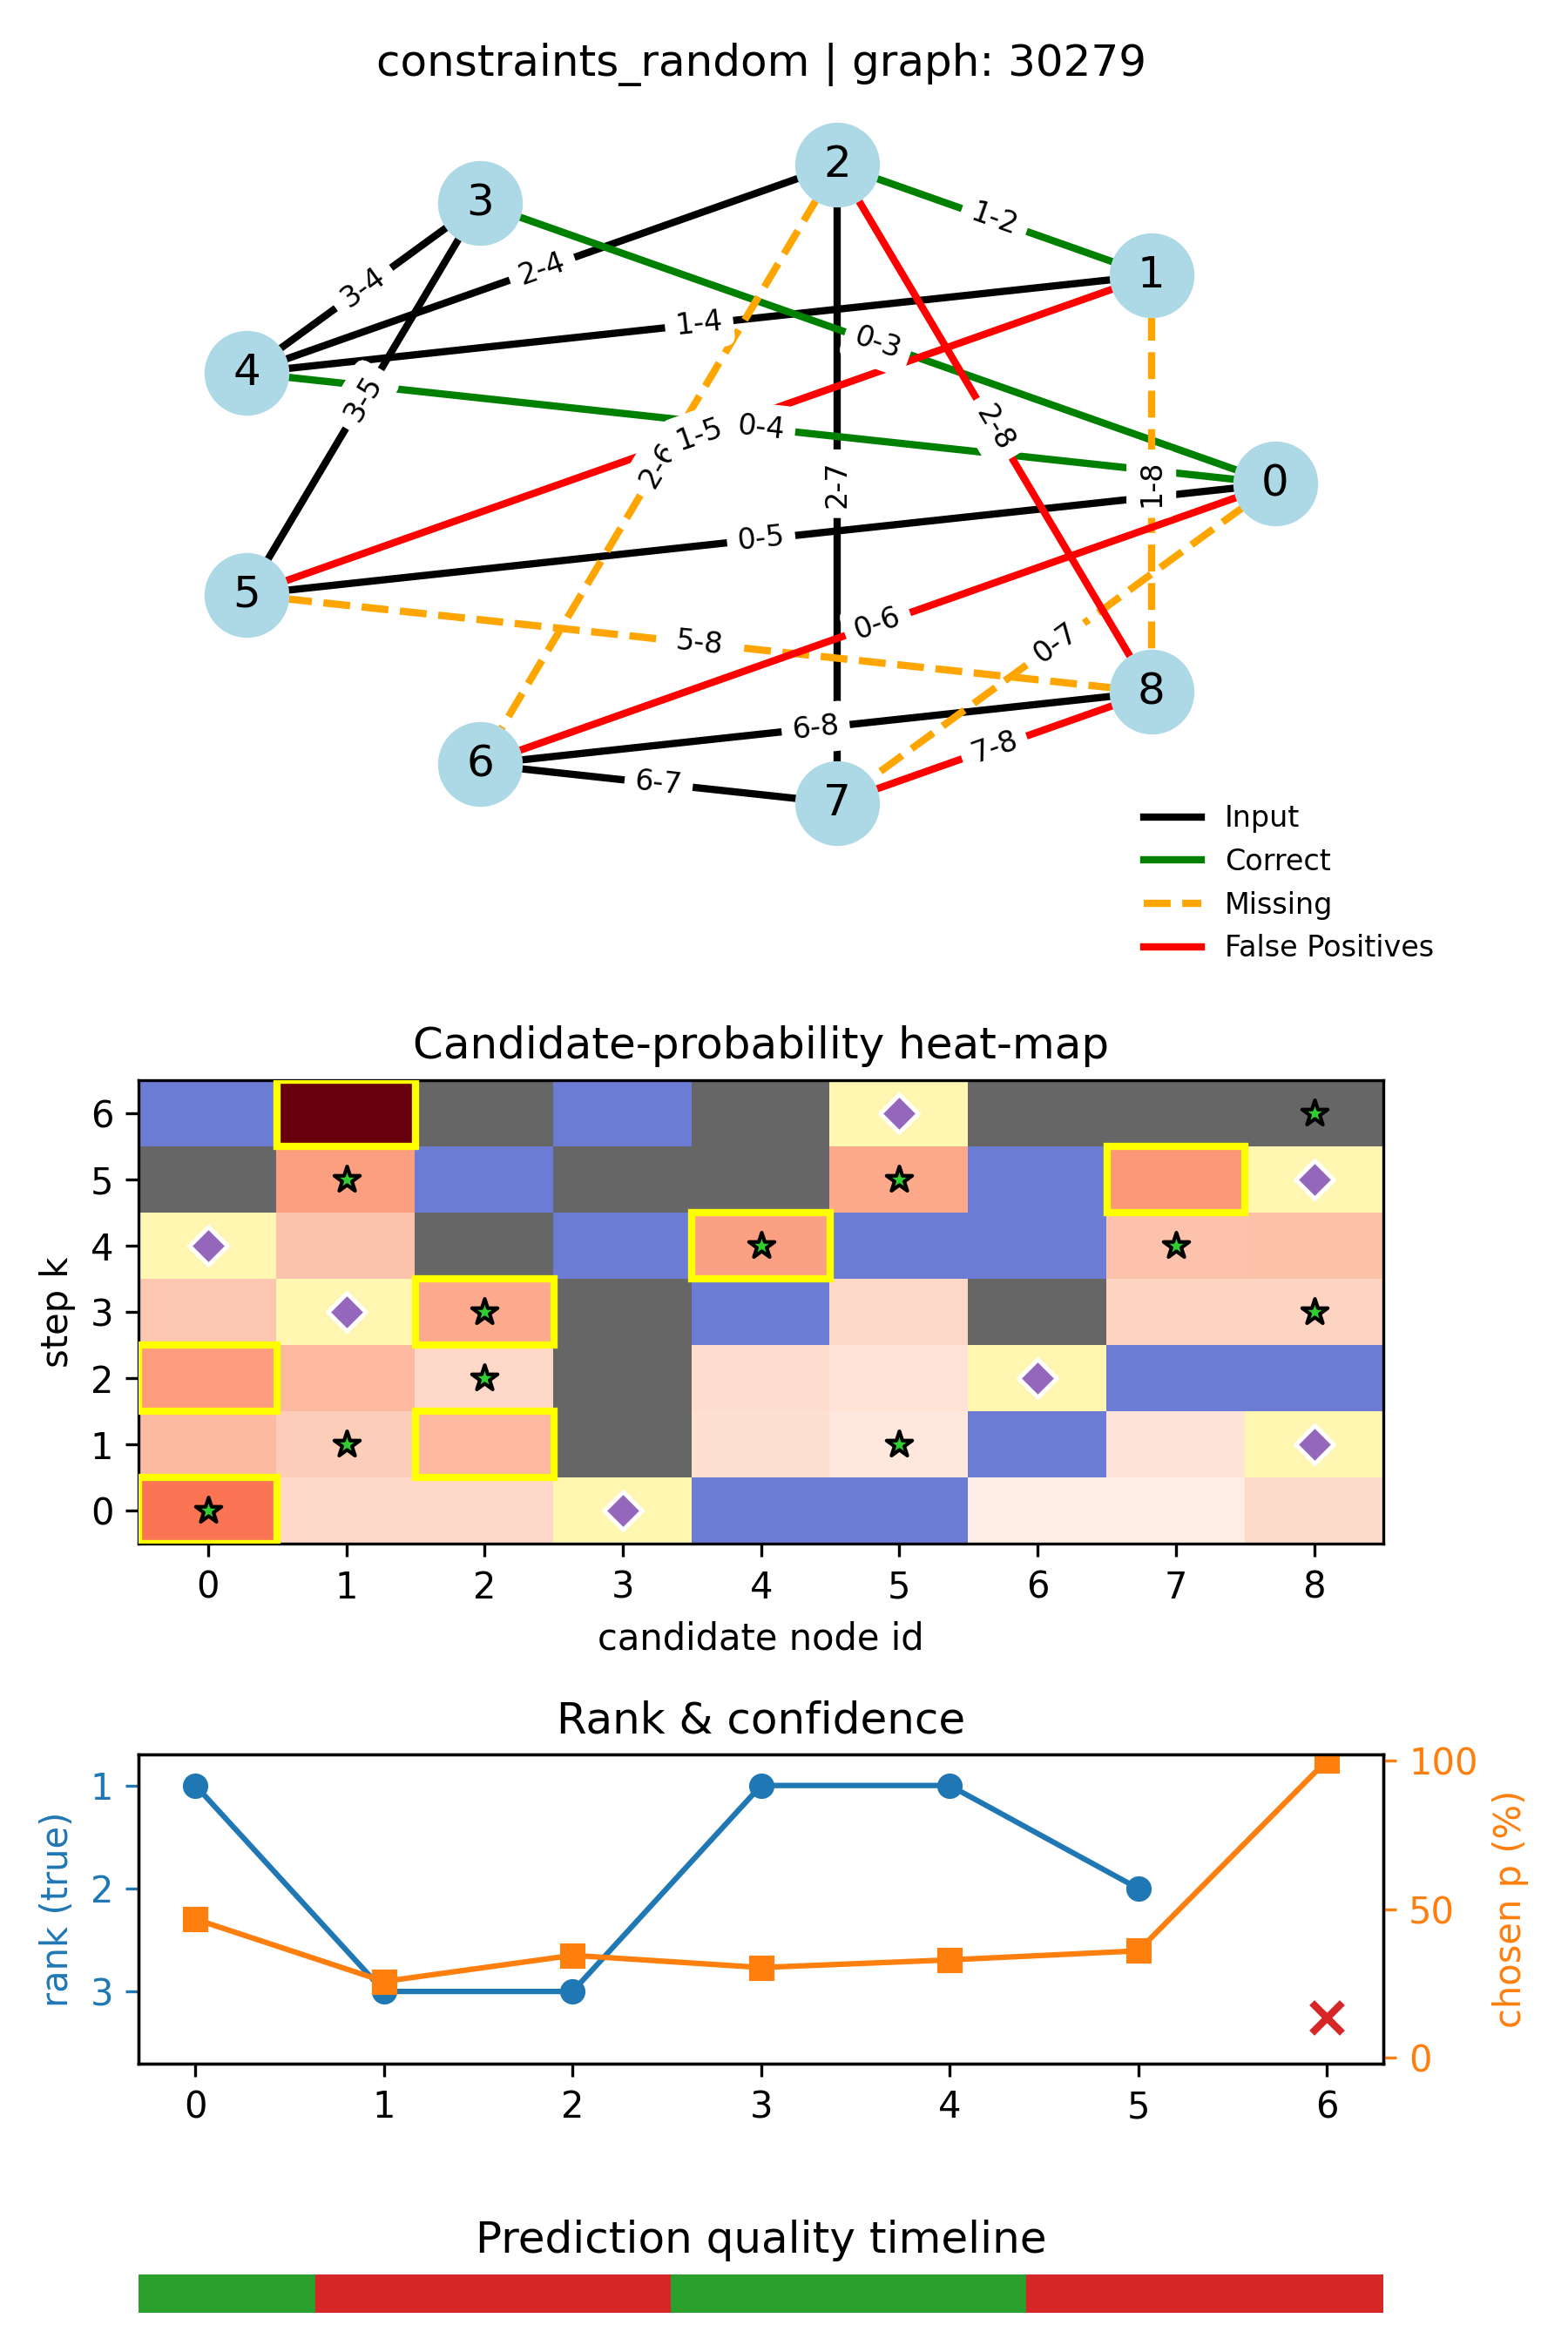 constraints_random | graph: 30279
2
3
1-2
1
2-4
3-4
1-4
0-3
4
3-5
1-5
0-4
2-8
2-6
2-7
1-8
0
0-5
5
0-6
5-8
0-7
8
6-8
7-8
6
6-7
7
Input
Correct
Missing
False Positives
Candidate-probability heat-map
6
5
4
3
2
1
0
step k
0 1 2 3 4 5 6 7 8
candidate node id
Rank & confidence
1
2
3
rank (true)
100
50
0
chosen p (%)
0 1 2 3 4 5 6
Prediction quality timeline